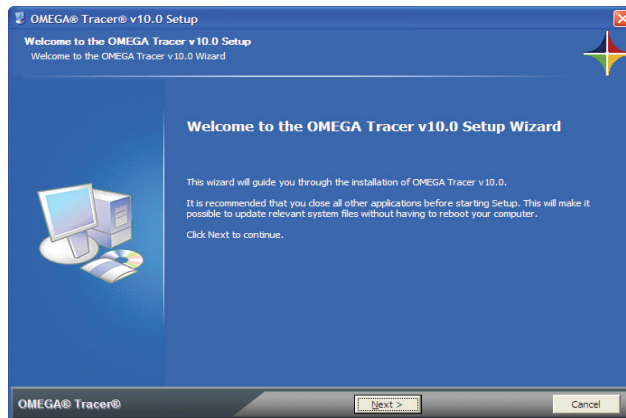 OMEGA® Tracer® v10.0 Setup
Welcome to the OMEGA Tracer v10.0 Setup
Welcome to the OMEGA Tracer v10.0 Wizard
Welcome to the OMEGA Tracer v10.0 Setup Wizard
This wizard will guide you through the installation of OMEGA Tracer v10.0.
It is recommended that you close all other applications before starting Setup. This will make it
possible to update relevant system files without having to reboot your computer.
Click Next to continue.
OMEGA® Tracer®
Next >
Cancel